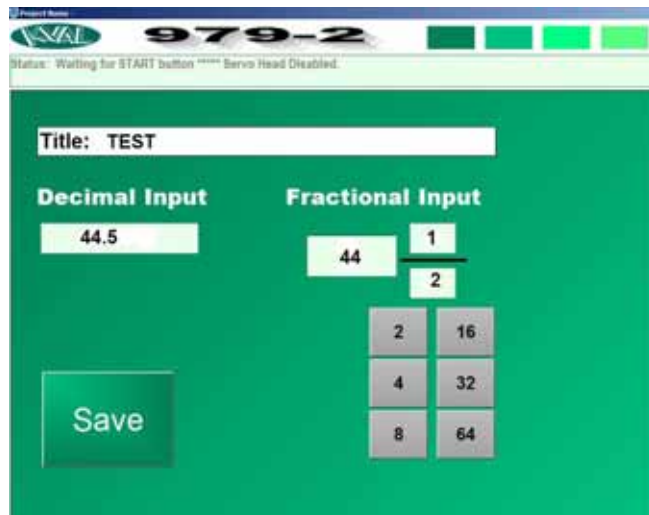 Project Name
KVAL 979-2
Status: Waiting for START button ***** Servo Head Disabled.
Title: TEST
Decimal Input Fractional Input
44.5
44 1
2
2 16
4 32
8 64
Save